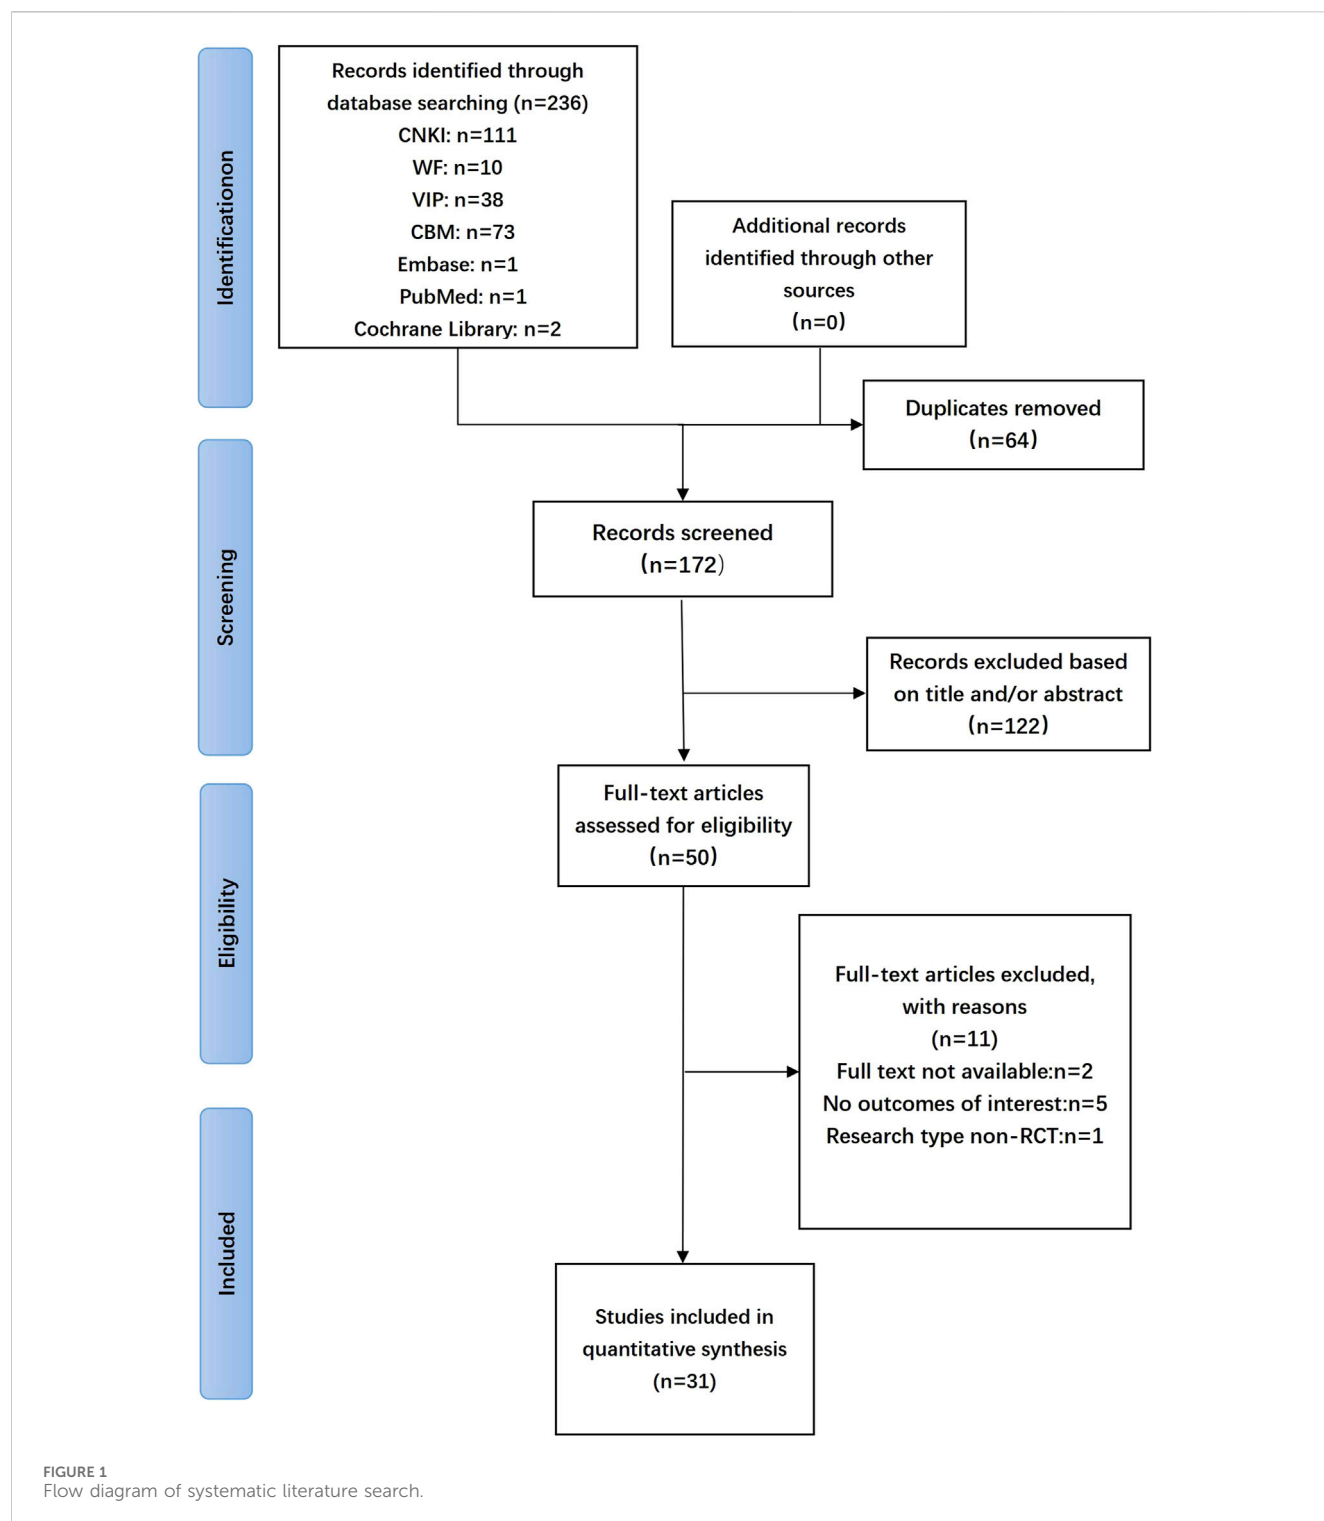 Identificationon
Records identified through
database searching (n=236)
CNKI: n=111
WF: n=10
VIP: n=38
CBM: n=73
Embase: n=1
PubMed: n=1
Cochrane Library: n=2
Additional records
identified through other
sources
(n=0)
Duplicates removed
(n=64)
Screening
Records screened
(n=172)
Records excluded based
on title and/or abstract
(n=122)
Eligibility
Full-text articles
assessed for eligibility
(n=50)
Full-text articles excluded,
with reasons
(n=11)
Full text not available:n=2
No outcomes of interest:n=5
Research type non-RCT:n=1
Included
Studies included in
quantitative synthesis
(n=31)
FIGURE 1
Flow diagram of systematic literature search.